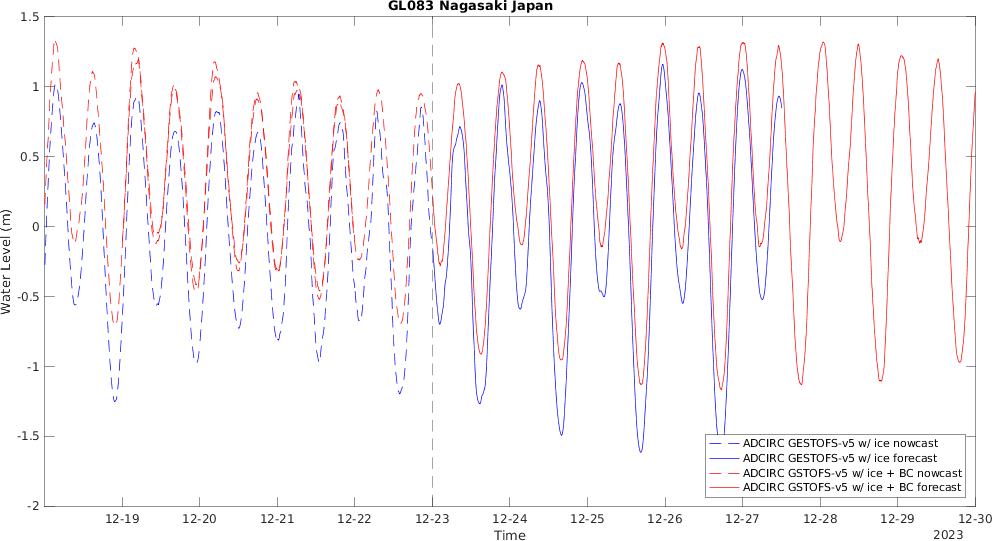 GL083 Nagasaki Japan
1.5
1
0.5
0
-0.5
-1
-1.5
-2
Water Level (m)
ADCIRC GESTOFS-v5 w/ ice nowcast
ADCIRC GESTOFS-v5 w/ ice forecast
ADCIRC GSTOFS-v5 w/ ice + BC nowcast
ADCIRC GSTOFS-v5 w/ ice + BC forecast
12-19 12-20 12-21 12-22 12-23 12-24 12-25 12-26 12-27 12-28 12-29 12-30
Time
2023